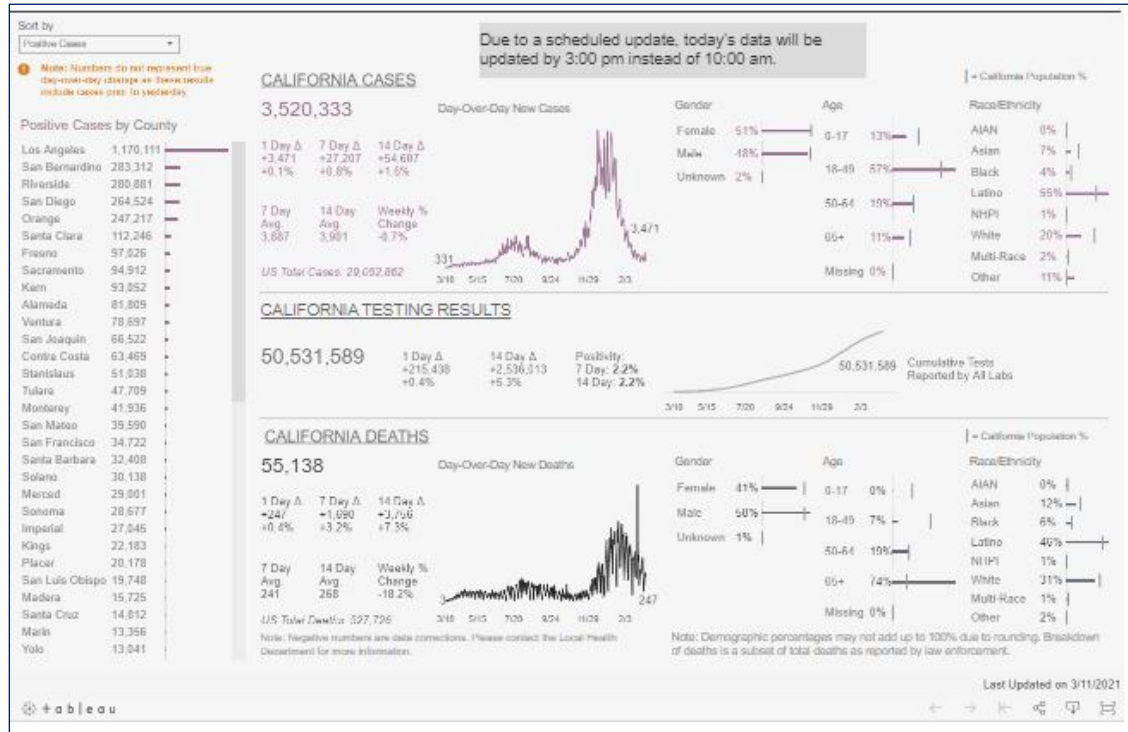 Sort by
Positive Cases
Note: Numbers do not represent true
day-over-day change as these results
include cases prior to yesterday
Positive Cases by County
Los Angeles 1,170,111
San Bernardino 283,312
Riverside 280,881
San Diego 264,524
Orange 247,217
Santa Clara 112,246
Fresno 97,026
Sacramento 94,912
Kern 93,052
Alameda 81,809
Ventura 78,697
San Joaquin 66,522
Contra Costa 63,469
Stanislaus 51,038
Tulare 47,709
Monterey 41,936
San Mateo 39,590
San Francisco 34,722
Santa Barbara 32,408
Solano 30,138
Merced 29,001
Sonoma 28,677
Imperial 27,045
Kings 22,183
Placer 20,178
San Luis Obispo 19,748
Madera 15,725
Santa Cruz 14,812
Marin 13,356
Yolo 13,041
Due to a scheduled update, today's data will be
updated by 3:00 pm instead of 10:00 am.
CALIFORNIA CASES
3,520,333
1 Day Δ 7 Day Δ 14 Day Δ
+3,471 +27,207 +54,607
+0.1% +0.8% +1.6%
7 Day 14 Day Weekly %
Avg. Avg. Change
3,887 3,901 -0.7%
US Total Cases: 29,052,862
Day-Over-Day New Cases
3,471
331
3/18 5/15 7/20 9/24 11/29 2/3
| = California Population %
Gender
Female 51%
Male 48%
Unknown 2%
Age
0-17 13%
18-49 57%
50-64 19%
65+ 11%
Missing 0%
Race/Ethnicity
AIAN 0%
Asian 7%
Black 4%
Latino 55%
NHPI 1%
White 20%
Multi-Race 2%
Other 11%
CALIFORNIA TESTING RESULTS
50,531,589
1 Day Δ 14 Day Δ Positivity:
+215,438 +2,536,013 7 Day: 2.2%
+0.4% +5.3% 14 Day: 2.2%
50,531,589
Cumulative Tests
Reported by All Labs
3/18 5/15 7/20 9/24 11/29 2/3
CALIFORNIA DEATHS
55,138
1 Day Δ 7 Day Δ 14 Day Δ
+247 +1,690 +3,756
+0.4% +3.2% +7.3%
7 Day 14 Day Weekly %
Avg. Avg. Change
241 268 -18.2%
US Total Deaths: 527,726
Day-Over-Day New Deaths
3
247
3/18 5/15 7/20 9/24 11/29 2/3
Note: Negative numbers are data corrections. Please contact the Local Health
Department for more information.
| = California Population %
Gender
Female 41%
Male 58%
Unknown 1%
Age
0-17 0%
18-49 7%
50-64 19%
65+ 74%
Missing 0%
Race/Ethnicity
AIAN 0%
Asian 12%
Black 6%
Latino 46%
NHPI 1%
White 31%
Multi-Race 1%
Other 2%
Note: Demographic percentages may not add up to 100% due to rounding. Breakdown
of deaths is a subset of total deaths as reported by law enforcement.
Last Updated on 3/11/2021
+ableau